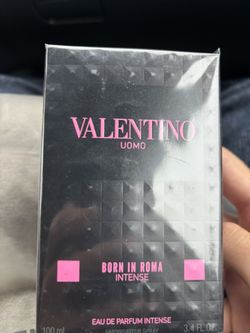 VALENTINO
UOMO
BORN IN ROMA
INTENSE
EAU DE PARFUM INTENSE
100 ml
3.4 FL. OZ